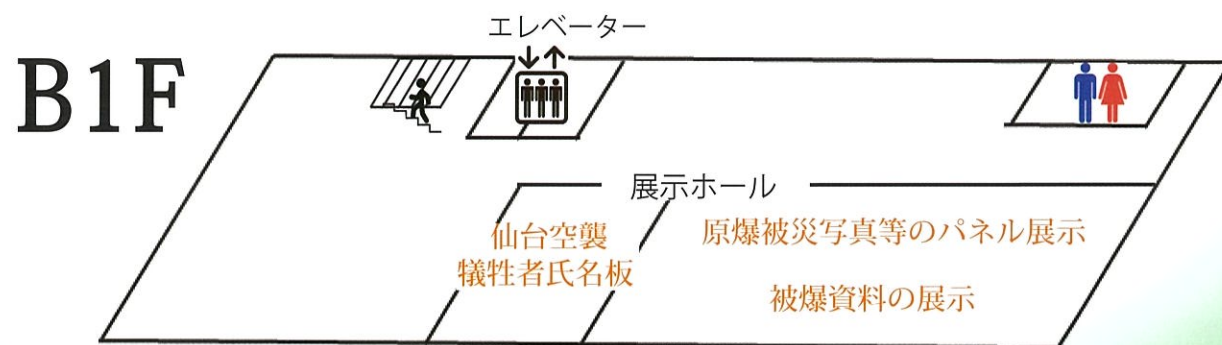 エレベーター
B1F
展示ホール
仙台空襲
犠牲者氏名板
原爆被災写真等のパネル展示
被爆資料の展示